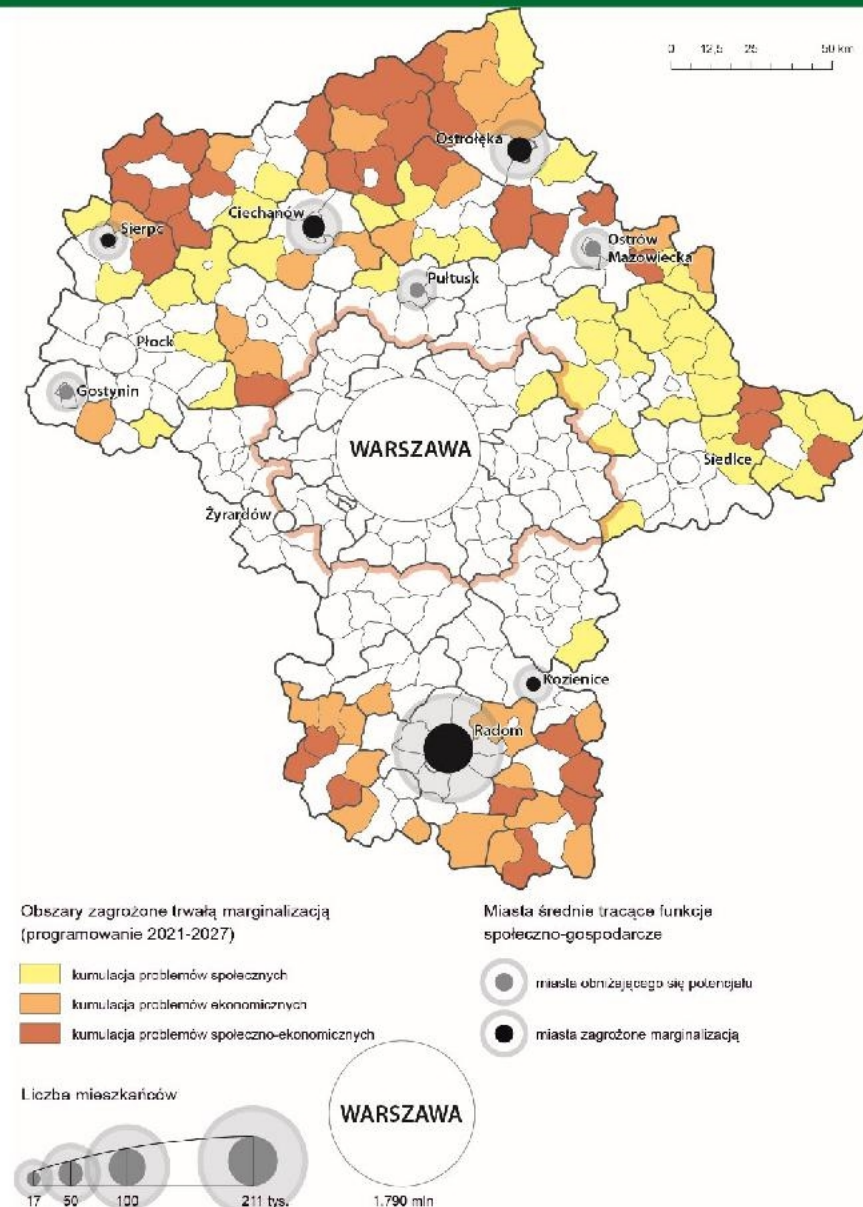 0 12,5 25 50 km
Ostrołęka
Ciechanów
Sierpc
Ostrów
Mazowiecka
Pułtusk
Płock
Gostynin
WARSZAWA
Siedlce
Żyrardów
Kozienice
Radom
Obszary zagrożone trwałą marginalizacją
(programowanie 2021-2027)
kumulacja problemów społecznych
kumulacja problemów ekonomicznych
kumulacja problemów społeczno-ekonomicznych
Miasta średnie tracące funkcje
społeczno-gospodarcze
miasta obniżającego się potencjału
miasta zagrożone marginalizacją
Liczba mieszkańców
17 50 100 211 tys.
WARSZAWA
1.790 mln